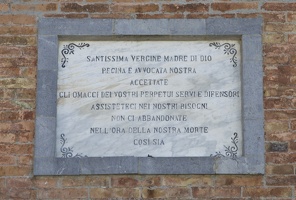 SANTISSIMA VERGINE MADRE DI DIO
REGINA E AVVOCATA NOSTRA
ACCETTATE
GLI OMAGGI DEI VOSTRI PERPETUI SERVI E DIFENSORI
ASSISTETECI NEI NOSTRI BISOGNI
NON CI ABBANDONATE
NELL'ORA DELLA NOSTRA MORTE
COSI SIA